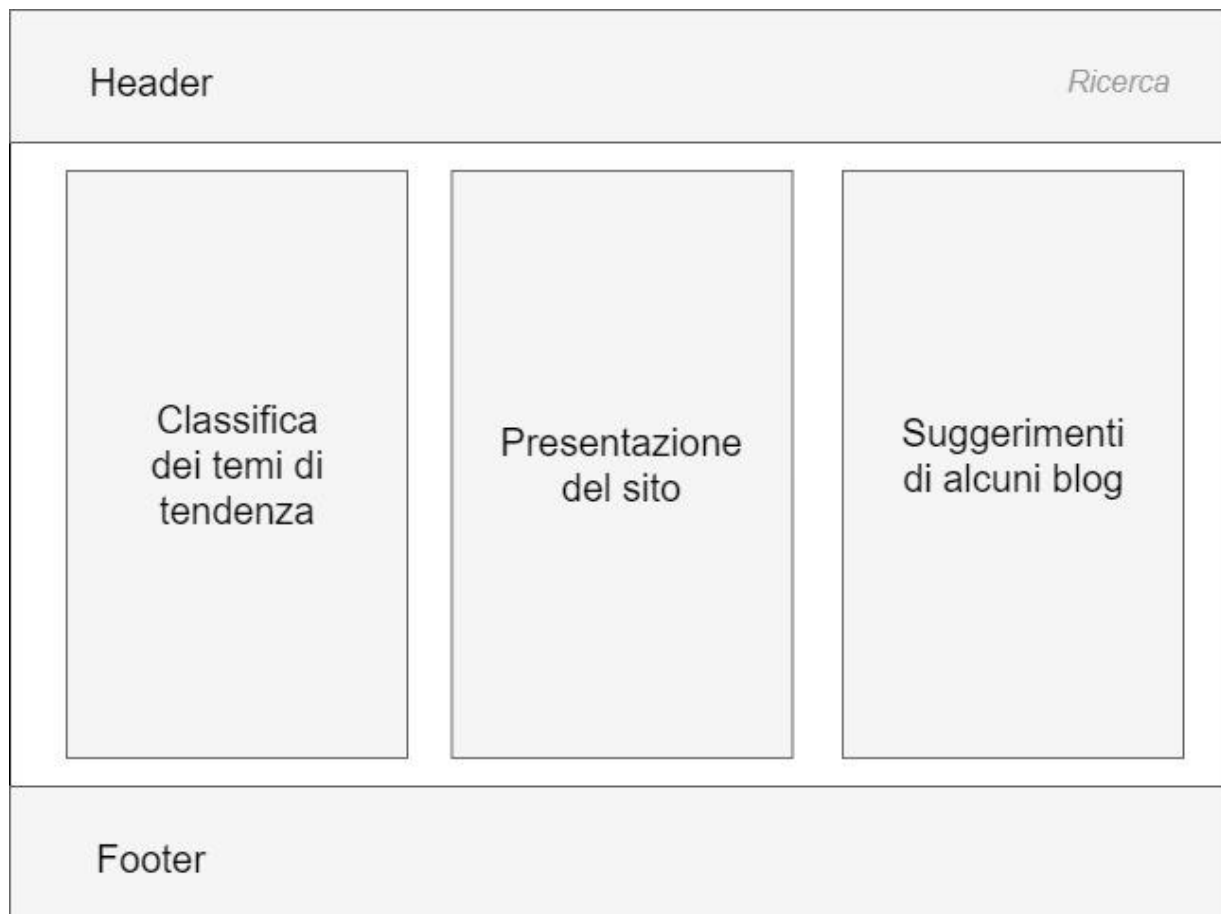 Header
Ricerca
Classifica
dei temi di
tendenza
Presentazione
del sito
Suggerimenti
di alcuni blog
Footer